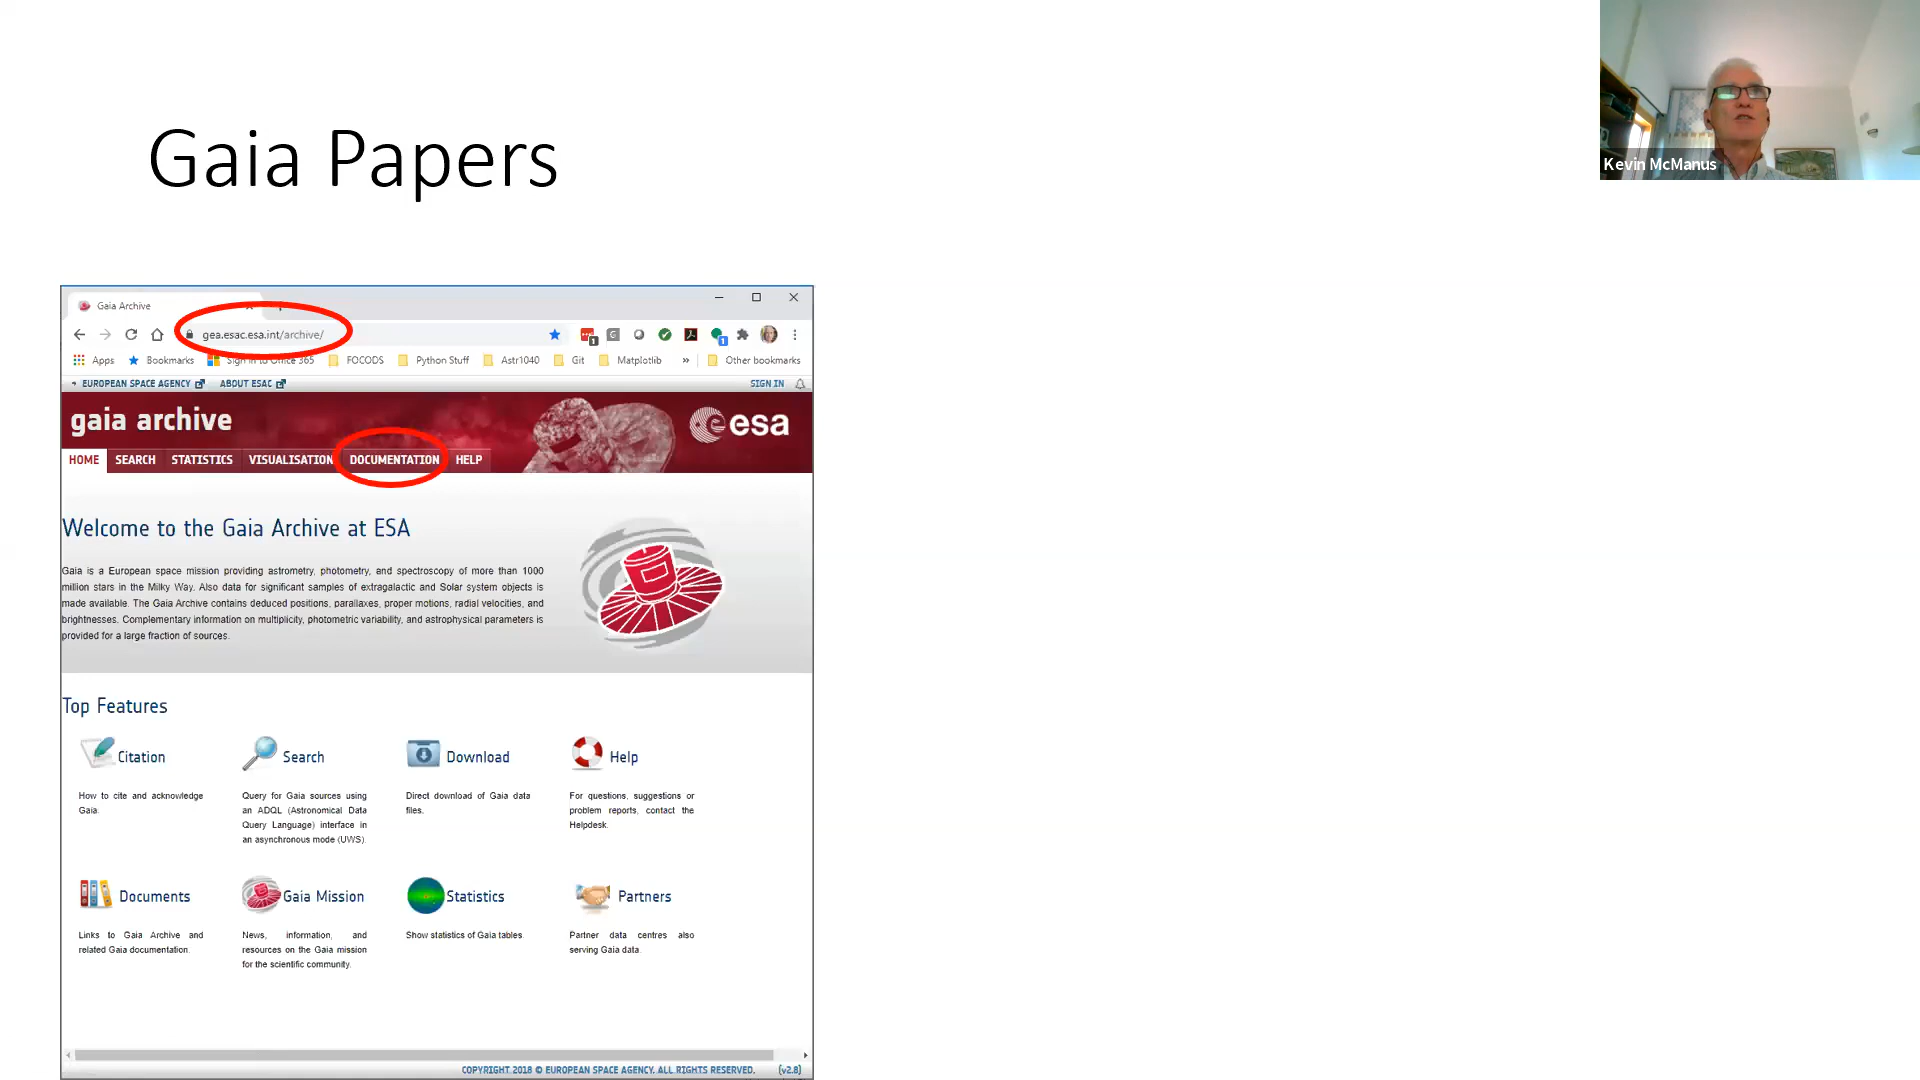 Gaia Papers
Kevin McManus
Gaia Archive
gea.esac.esa.int/archive/
Apps Bookmarks Sign in to Office 365 FOCODS Python Stuff Astr1040 Git Matplotlib » Other bookmarks
EUROPEAN SPACE AGENCY ABOUT ESAC SIGN IN
gaia archive
esa
HOME SEARCH STATISTICS VISUALISATION DOCUMENTATION HELP
Welcome to the Gaia Archive at ESA
Gaia is a European space mission providing astrometry, photometry, and spectroscopy of more than 1000
million stars in the Milky Way. Also data for significant samples of extragalactic and Solar system objects is
made available. The Gaia Archive contains deduced positions, parallaxes, proper motions, radial velocities, and
brightnesses. Complementary information on multiplicity, photometric variability, and astrophysical parameters is
provided for a large fraction of sources.
Top Features
Citation
How to cite and acknowledge
Gaia.
Search
Query for Gaia sources using
an ADQL (Astronomical Data
Query Language) interface in
an asynchronous mode (UWS)
Download
Direct download of Gaia data
files.
Help
For questions, suggestions or
problem reports, contact the
Helpdesk.
Documents
Links to Gaia Archive and
related Gaia documentation.
Gaia Mission
News, information, and
resources on the Gaia mission
for the scientific community.
Statistics
Show statistics of Gaia tables.
Partners
Partner data centres also
serving Gaia data.
COPYRIGHT 2018 © EUROPEAN SPACE AGENCY. ALL RIGHTS RESERVED. (v2.8)